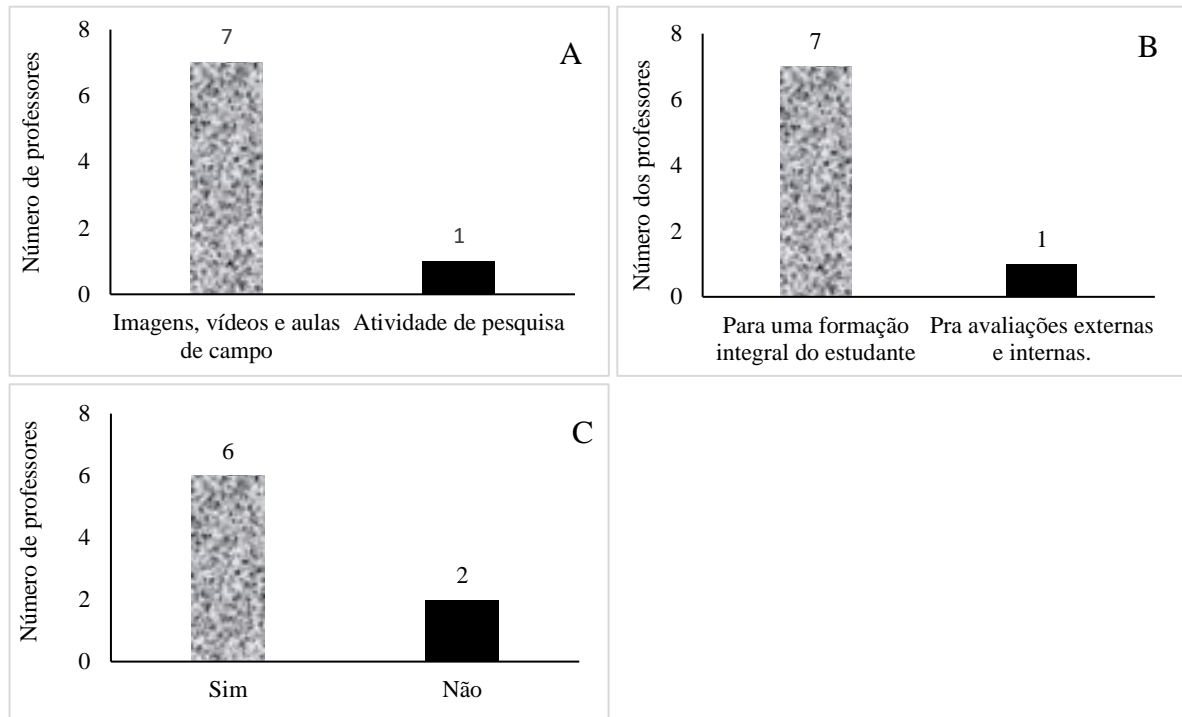 A
Número de professores
8
6
4
2
0
7
1
Imagens, vídeos e aulas
de campo
Atividade de pesquisa
B
Número dos professores
8
6
4
2
0
7
1
Para uma formação
integral do estudante
Pra avaliações externas
e internas.
C
Número de professores
8
6
4
2
0
6
2
Sim
Não